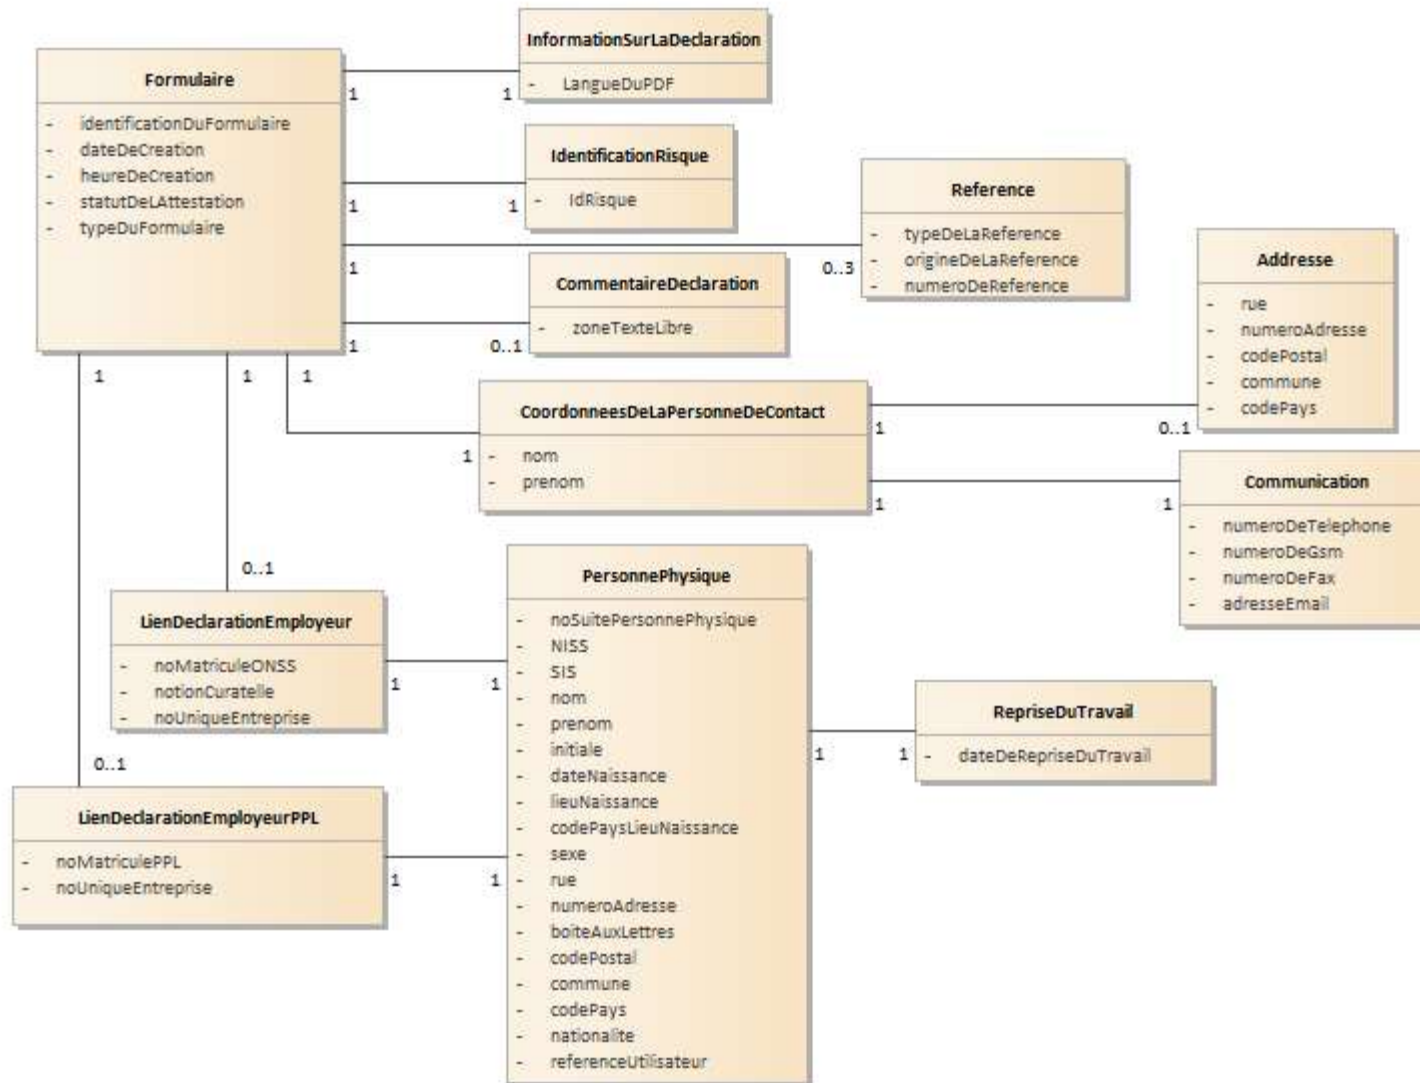 InformationSurLaDeclaration
- LangueDuPDF
Formulaire
- identificationDuFormulaire
- dateDeCreation
- heureDeCreation
- statutDeLAttestation
- typeDuFormulaire
1
1
IdentificationRisque
- IdRisque
1
1
Reference
- typeDeLaReference
- origineDeLaReference
- numeroDeReference
1
0..3
CommentaireDeclaration
- zoneTexteLibre
1
0..1
Addresse
- rue
- numeroAdresse
- codePostal
- commune
- codePays
1
1
1
CoordonneesDeLaPersonneDeContact
- nom
- prenom
1
1
0..1
Communication
- numeroDeTelephone
- numeroDeGsm
- numeroDeFax
- adresseEmail
1
1
0..1
LienDeclarationEmployeur
- noMatriculeONSS
- notionCuratelle
- noUniqueEntreprise
1
1
PersonnePhysique
- noSuitePersonnePhysique
- NISS
- SIS
- nom
- prenom
- initiale
- dateNaissance
- lieuNaissance
- codePaysLieuNaissance
- sexe
- rue
- numeroAdresse
- boiteAuxLettres
- codePostal
- commune
- codePays
- nationalite
- referenceUtilisateur
RepriseDuTravail
- dateDeRepriseDuTravail
1
1
0..1
LienDeclarationEmployeurPPL
- noMatriculePPL
- noUniqueEntreprise
1
1